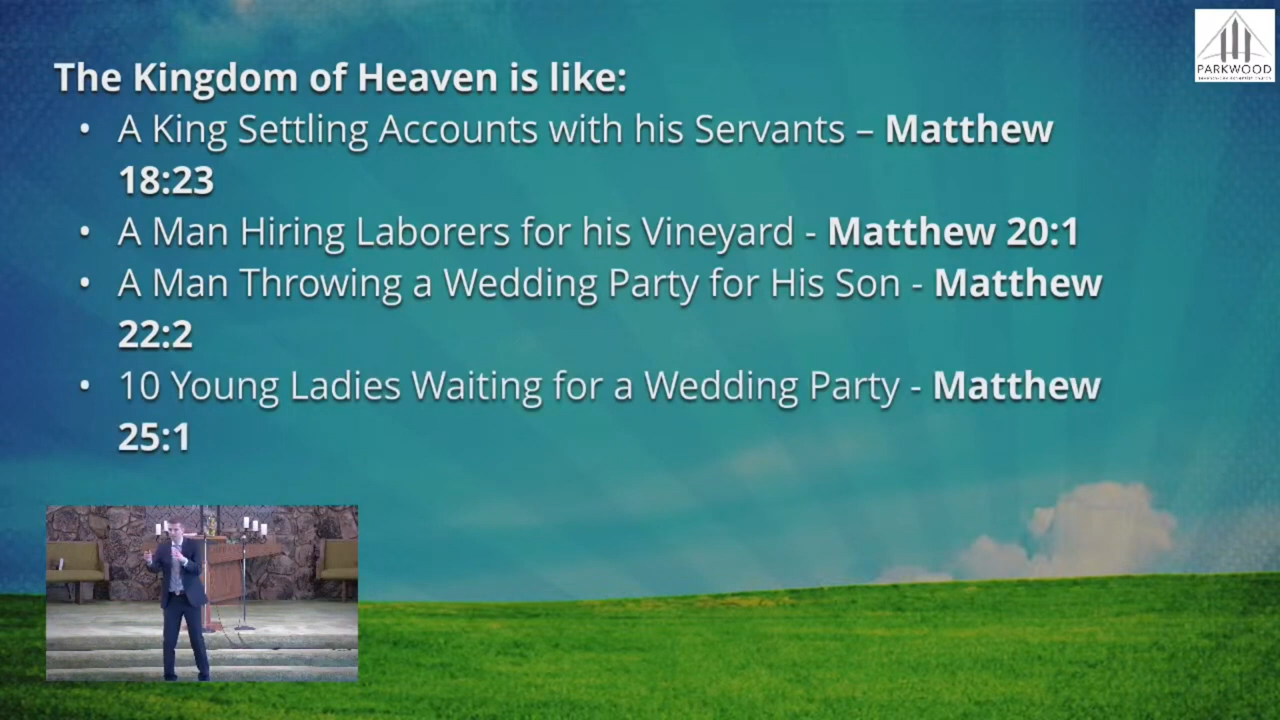 The Kingdom of Heaven is like:
• A King Settling Accounts with his Servants – Matthew
18:23
• A Man Hiring Laborers for his Vineyard - Matthew 20:1
• A Man Throwing a Wedding Party for His Son - Matthew
22:2
• 10 Young Ladies Waiting for a Wedding Party - Matthew
25:1
PARKWOOD